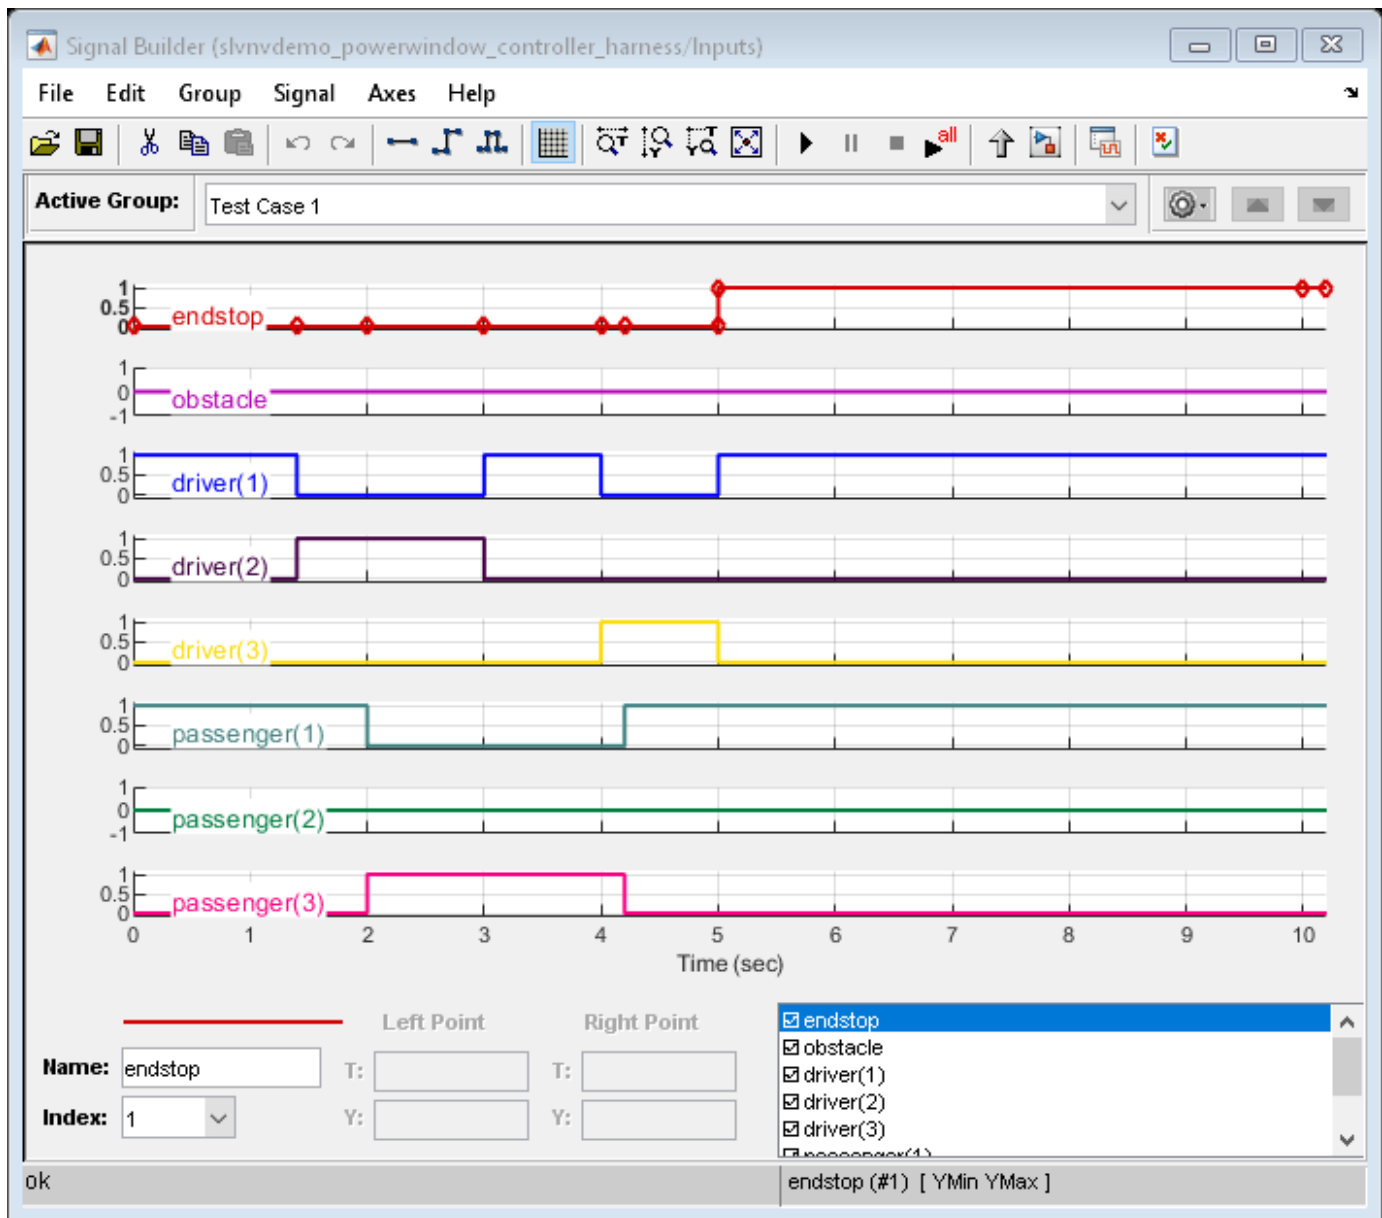 Signal Builder (slvnvdemo_powerwindow_controller_harness/Inputs)
File Edit Group Signal Axes Help
all
Active Group: Test Case 1
1
0.5
0
endstop
1
0
-1
obstacle
1
0.5
0
driver(1)
1
0.5
0
driver(2)
1
0.5
0
driver(3)
1
0.5
0
passenger(1)
1
0
-1
passenger(2)
1
0.5
0
passenger(3)
0 1 2 3 4 5 6 7 8 9 10
Time (sec)
Left Point Right Point
Name: endstop T: T:
Index: 1 Y: Y:
endstop
obstacle
driver(1)
driver(2)
driver(3)
passenger(1)
ok
endstop (#1) [ YMin YMax ]